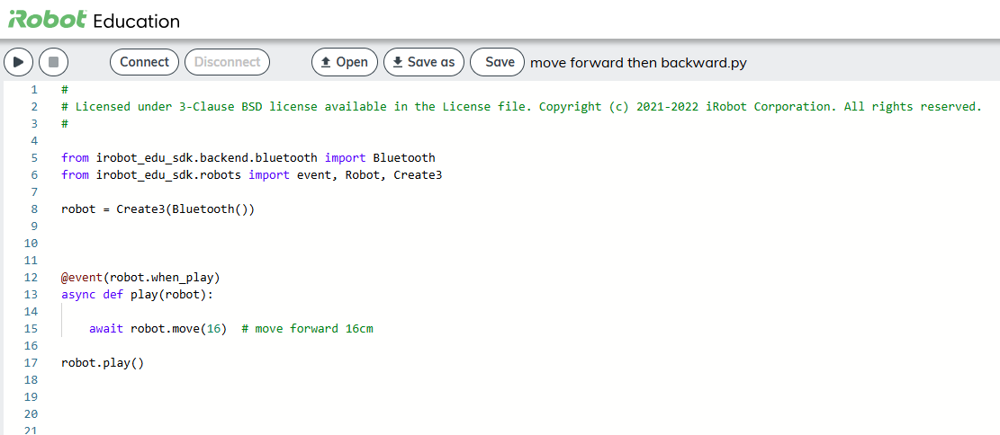 iRobot Education
Connect Disconnect Open Save as Save move forward then backward.py
1 #
2 # Licensed under 3-Clause BSD license available in the License file. Copyright (c) 2021-2022 iRobot Corporation. All rights reserved.
3 #
4
5 from irobot_edu_sdk.backend.bluetooth import Bluetooth
6 from irobot_edu_sdk.robots import event, Robot, Create3
7
8 robot = Create3(Bluetooth())
9
10
11
12 @event(robot.when_play)
13 async def play(robot):
14
15     await robot.move(16)  # move forward 16cm
16
17 robot.play()
18
19
20
21